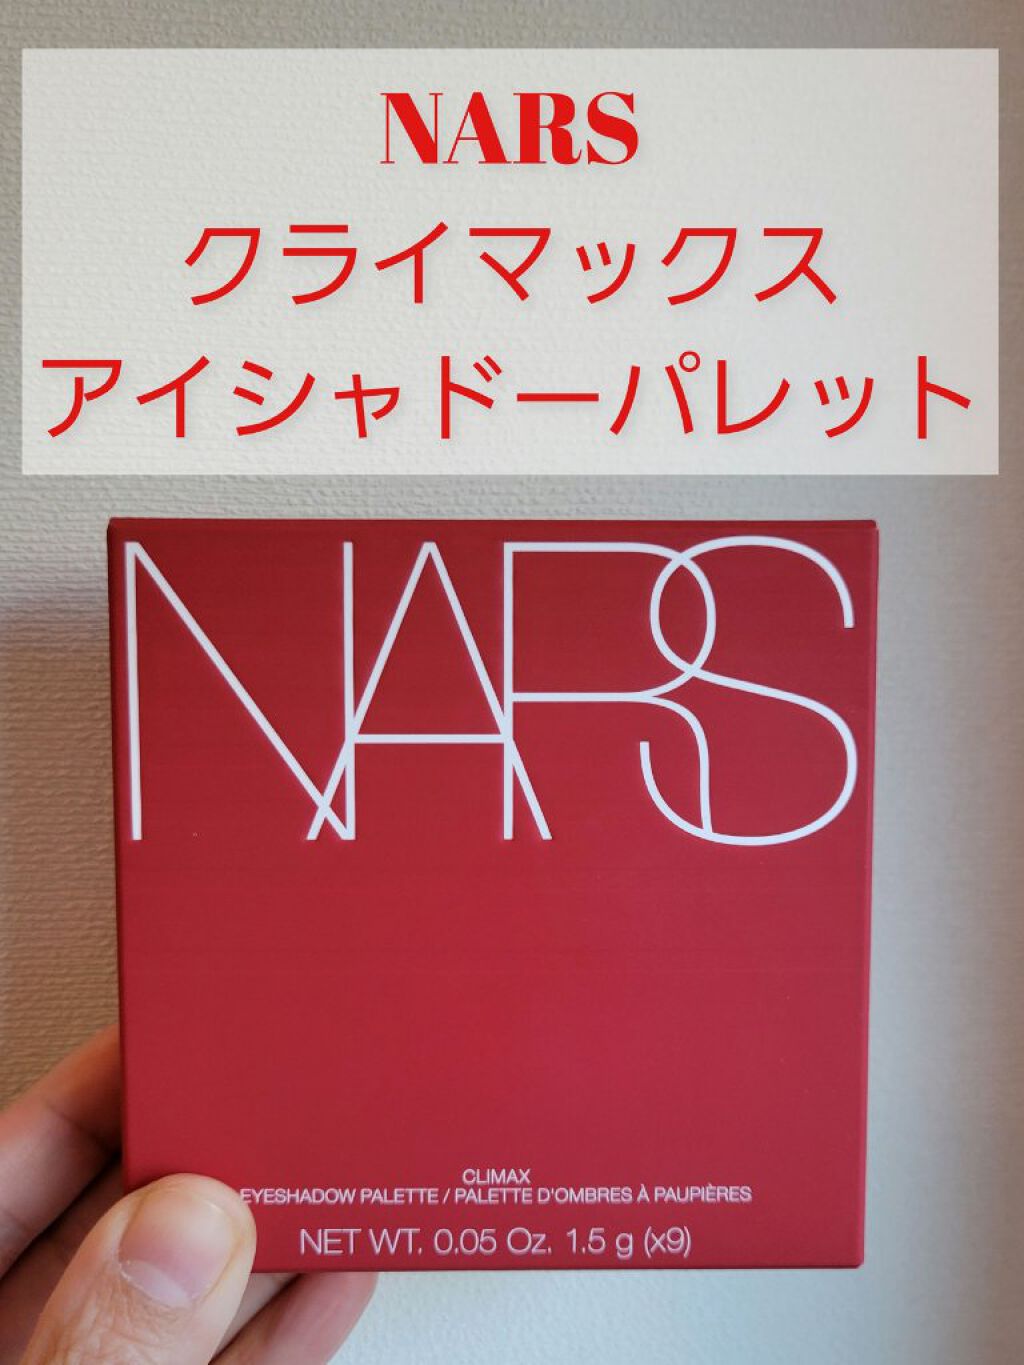 NARS
クライマックス
アイシャドーパレット
NARS
CLIMAX
EYESHADOW PALETTE / PALETTE D'OMBRES À PAUPIÈRES
NET WT. 0.05 Oz. 1.5 g (x9)